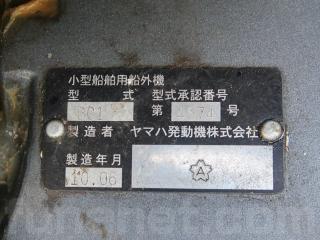 小型船舶用船外機
型 式 型式承認番号
第 号
製造者 ヤマハ発動機株式会社
製造年月
10.06 A